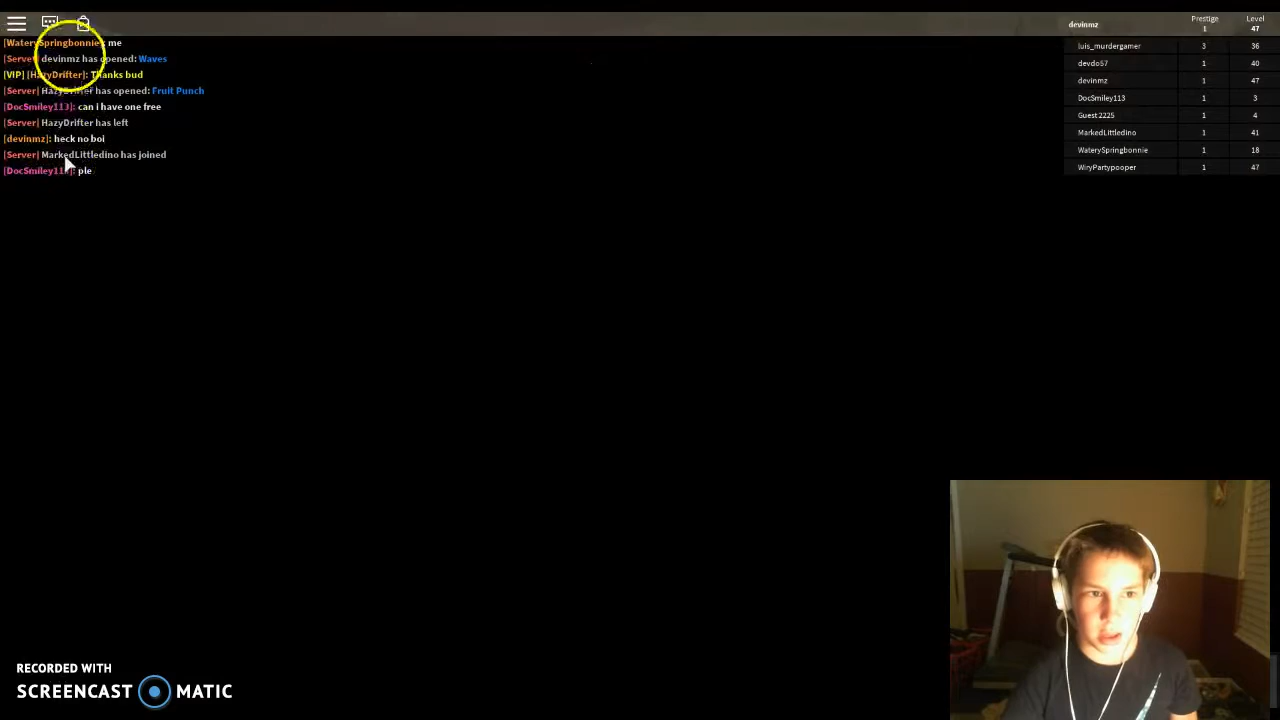 devinmz Prestige 1 Level 47
[WaterySpringbonnie]: me
[Server] devinmz has opened: Waves
[VIP] [HazyDrifter]: Thanks bud
[Server] HazyDrifter has opened: Fruit Punch
[DocSmiley113]: can i have one free
[Server] HazyDrifter has left
[devinmz]: heck no boi
[Server] MarkedLittledino has joined
[DocSmiley113]: ple
luis_murdergamer 3 36
devdo57 1 40
devinmz 1 47
DocSmiley113 1 3
Guest 2225 1 4
MarkedLittledino 1 41
WaterySpringbonnie 1 18
WiryPartypooper 1 47
RECORDED WITH
SCREENCAST MATIC